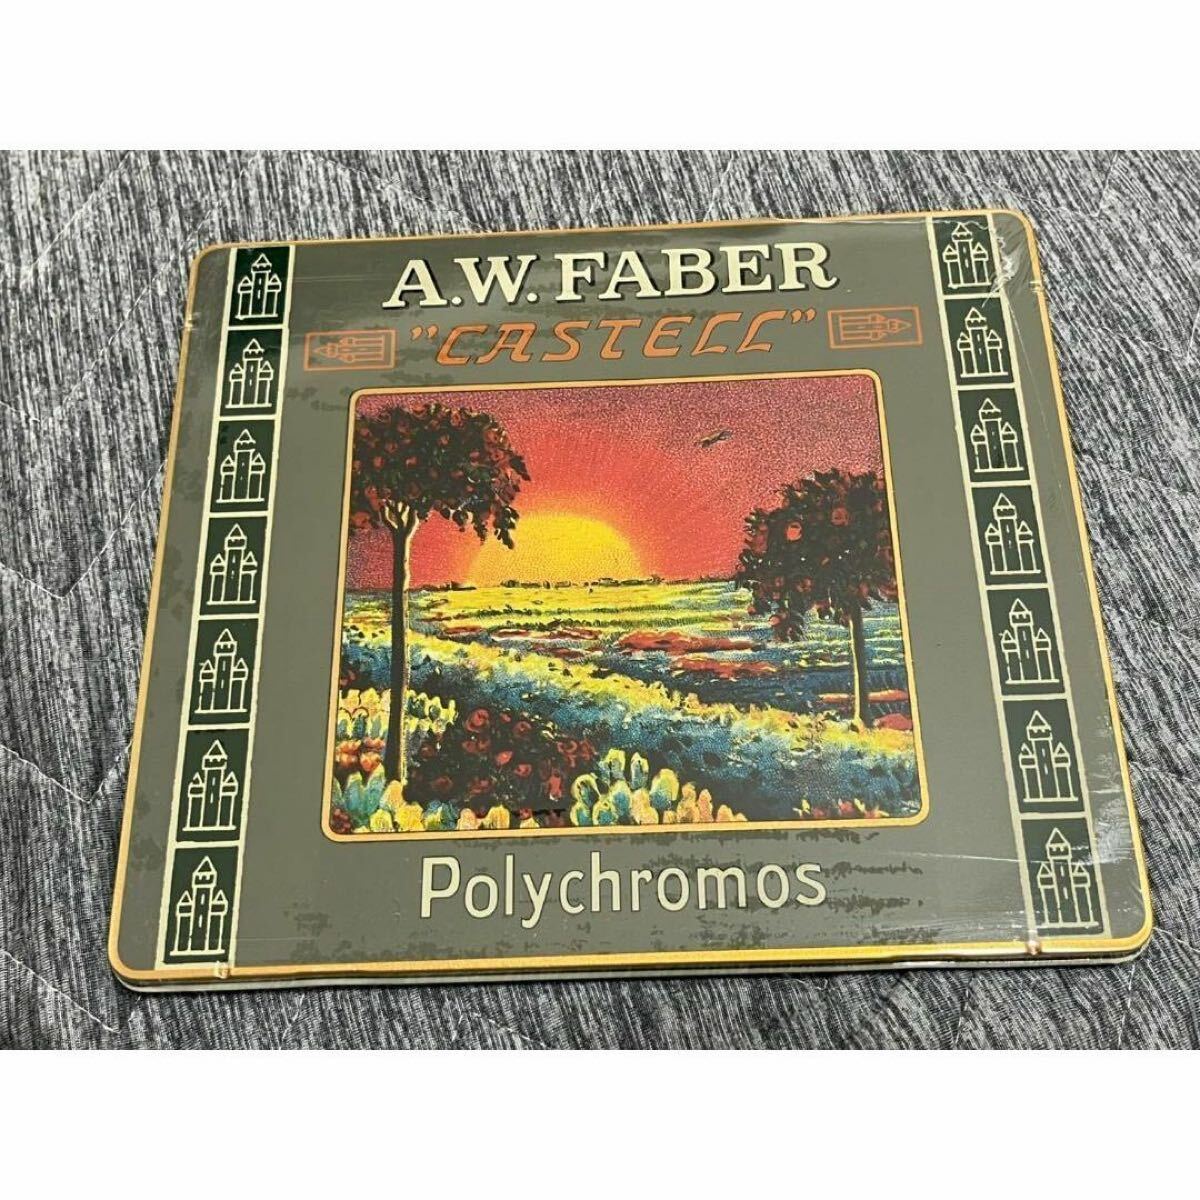 A.W. FABER
"CASTELL"
Polychromos